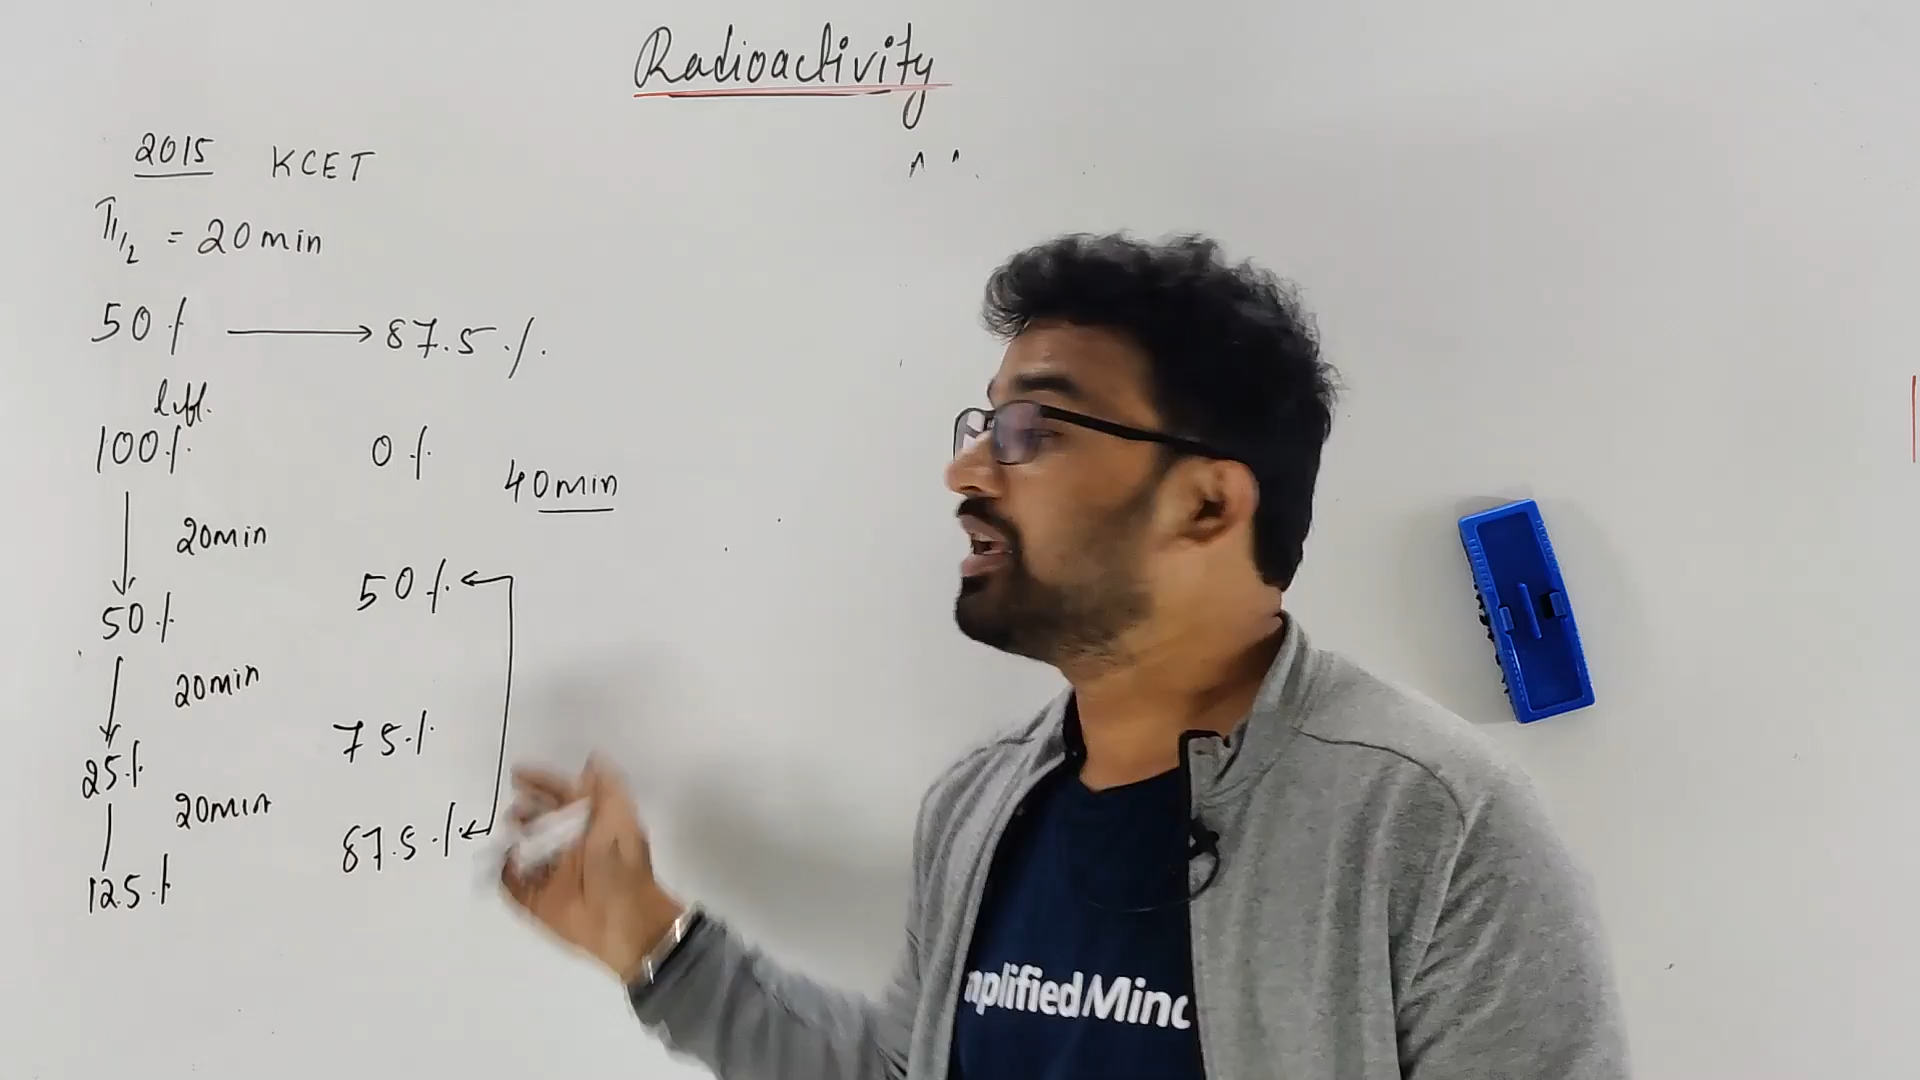 Radioactivity
2015 KCET
T1/2 = 20min
50% → 87.5%.
left.
100% 0%
40min
20min
50%
50%
20min
75%
25%
20min
87.5%
12.5%
mplifiedMind